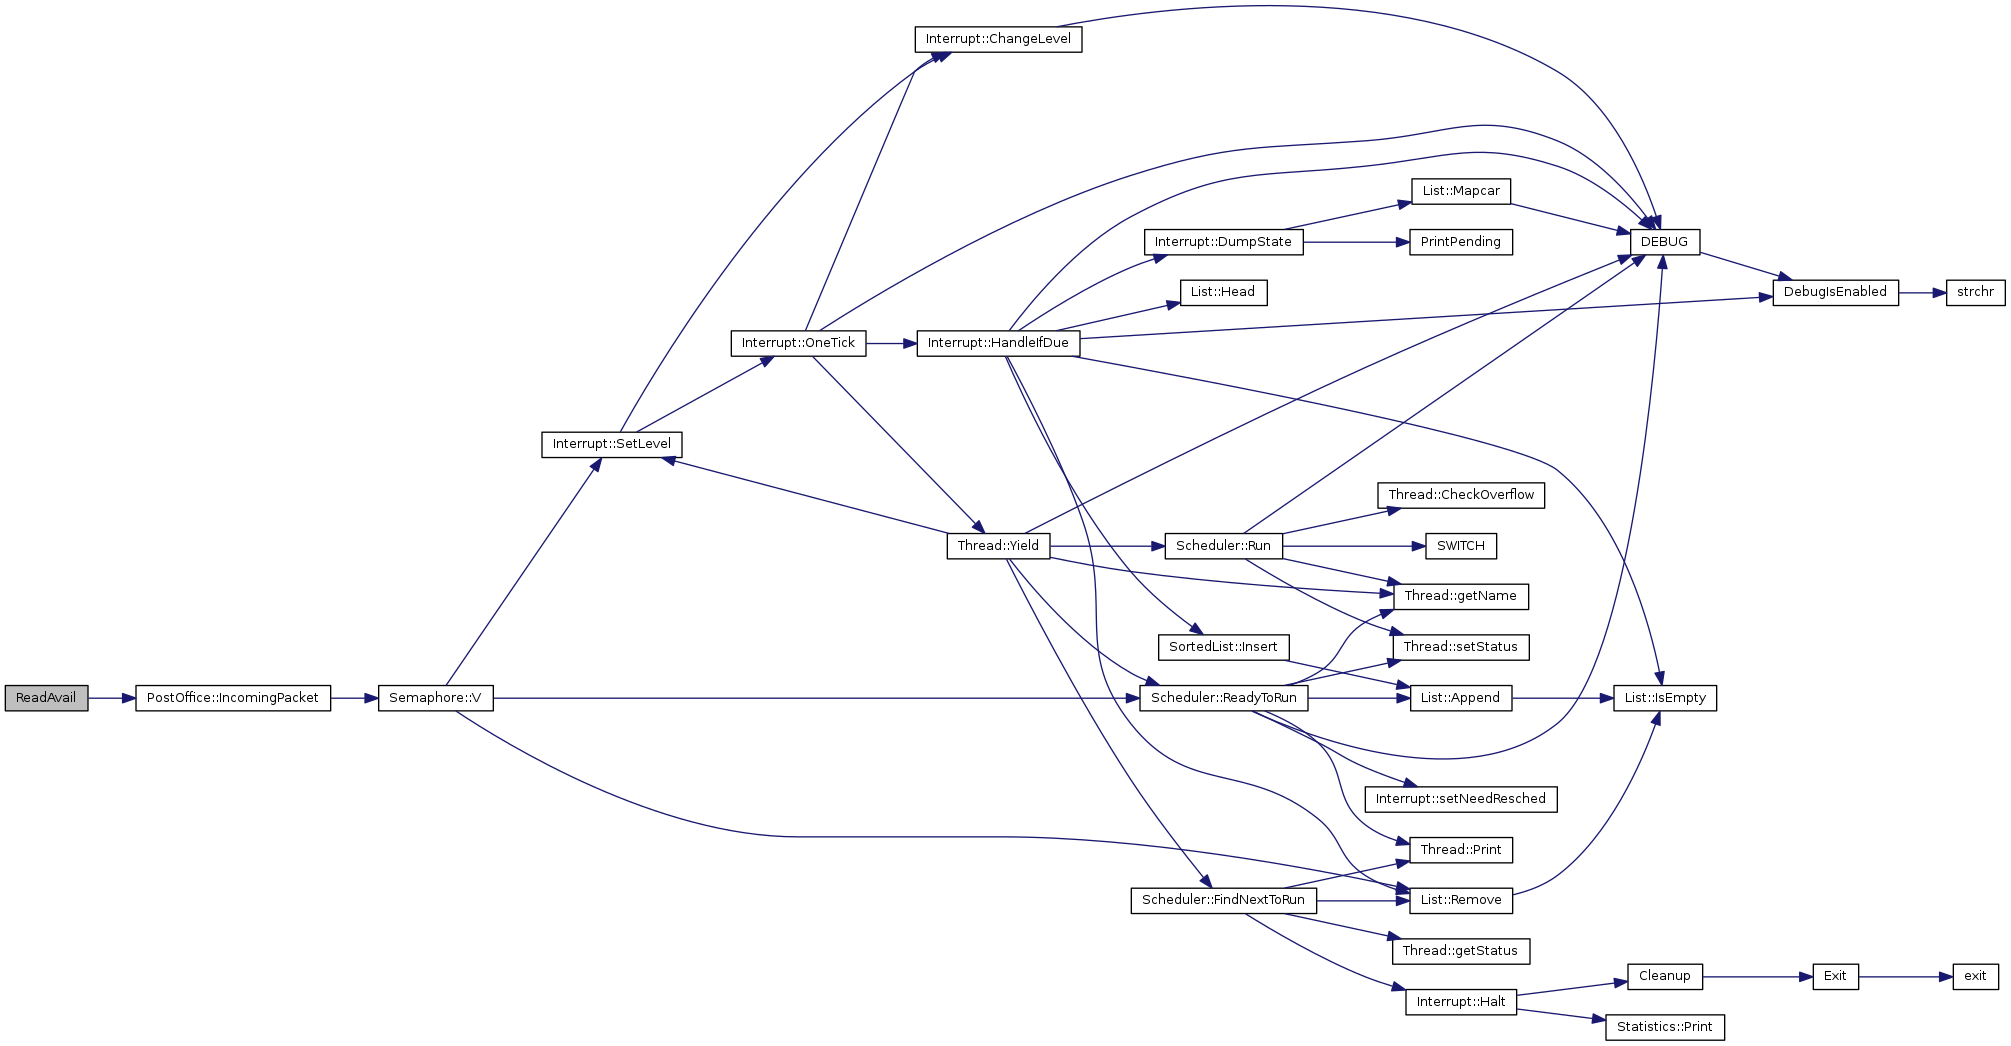 Interrupt::ChangeLevel
List::Mapcar
Interrupt::DumpState
PrintPending
DEBUG
List::Head
DebugIsEnabled
strchr
Interrupt::OneTick
Interrupt::HandleIfDue
Interrupt::SetLevel
Thread::CheckOverflow
Thread::Yield
Scheduler::Run
SWITCH
Thread::getName
SortedList::Insert
Thread::setStatus
ReadAvail
PostOffice::IncomingPacket
Semaphore::V
Scheduler::ReadyToRun
List::Append
List::IsEmpty
Interrupt::setNeedResched
Thread::Print
Scheduler::FindNextToRun
List::Remove
Thread::getStatus
Cleanup
Exit
exit
Interrupt::Halt
Statistics::Print